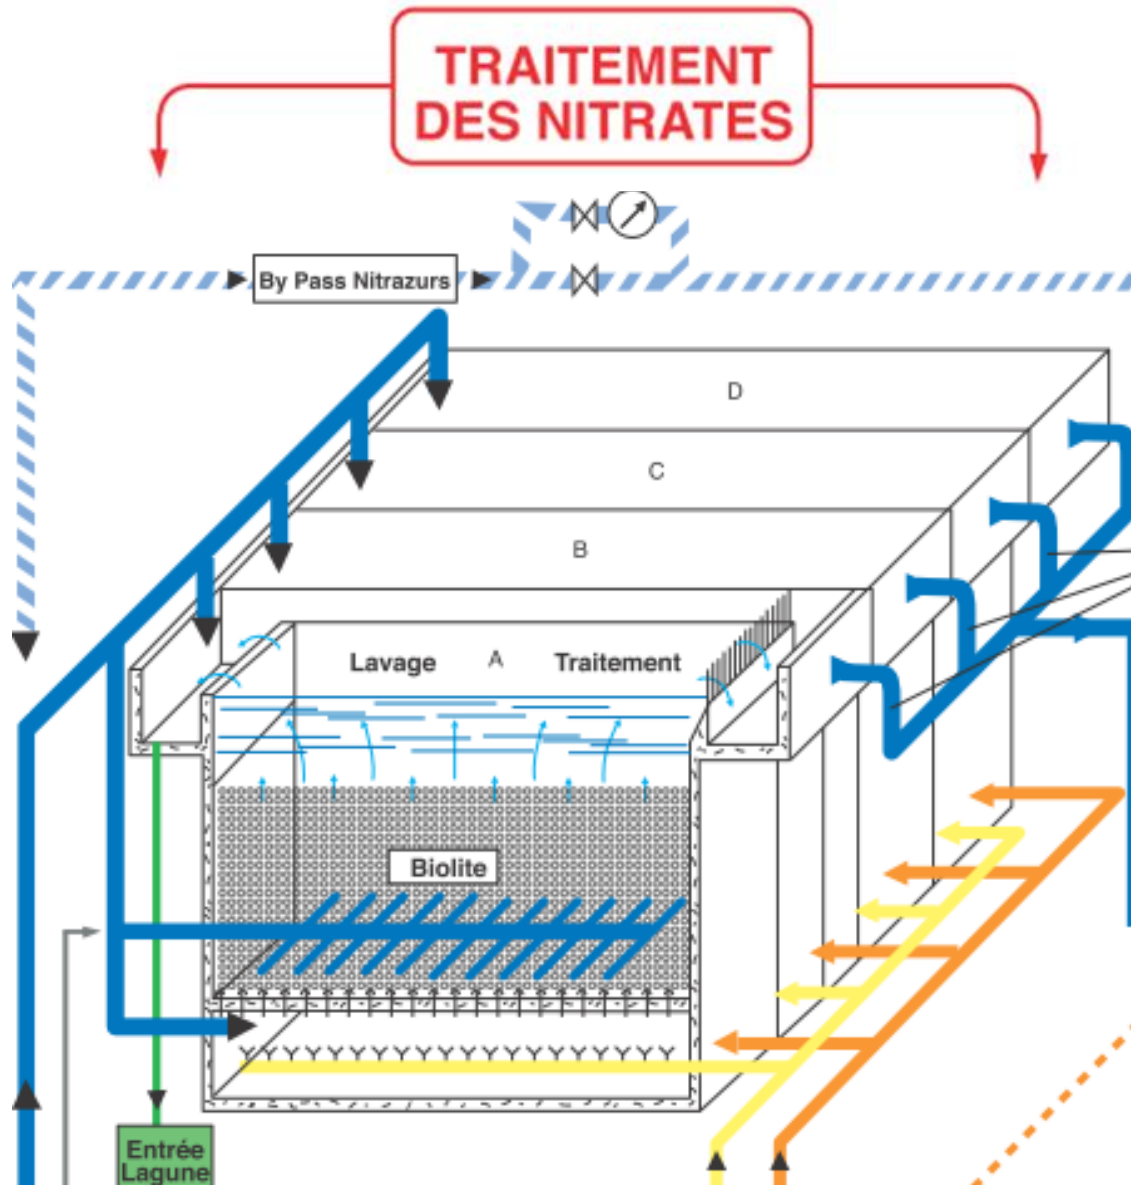 TRAITEMENT
DES NITRATES
By Pass Nitrazurs
D
C
B
Lavage A Traitement
Biolite
Entrée
Lagune